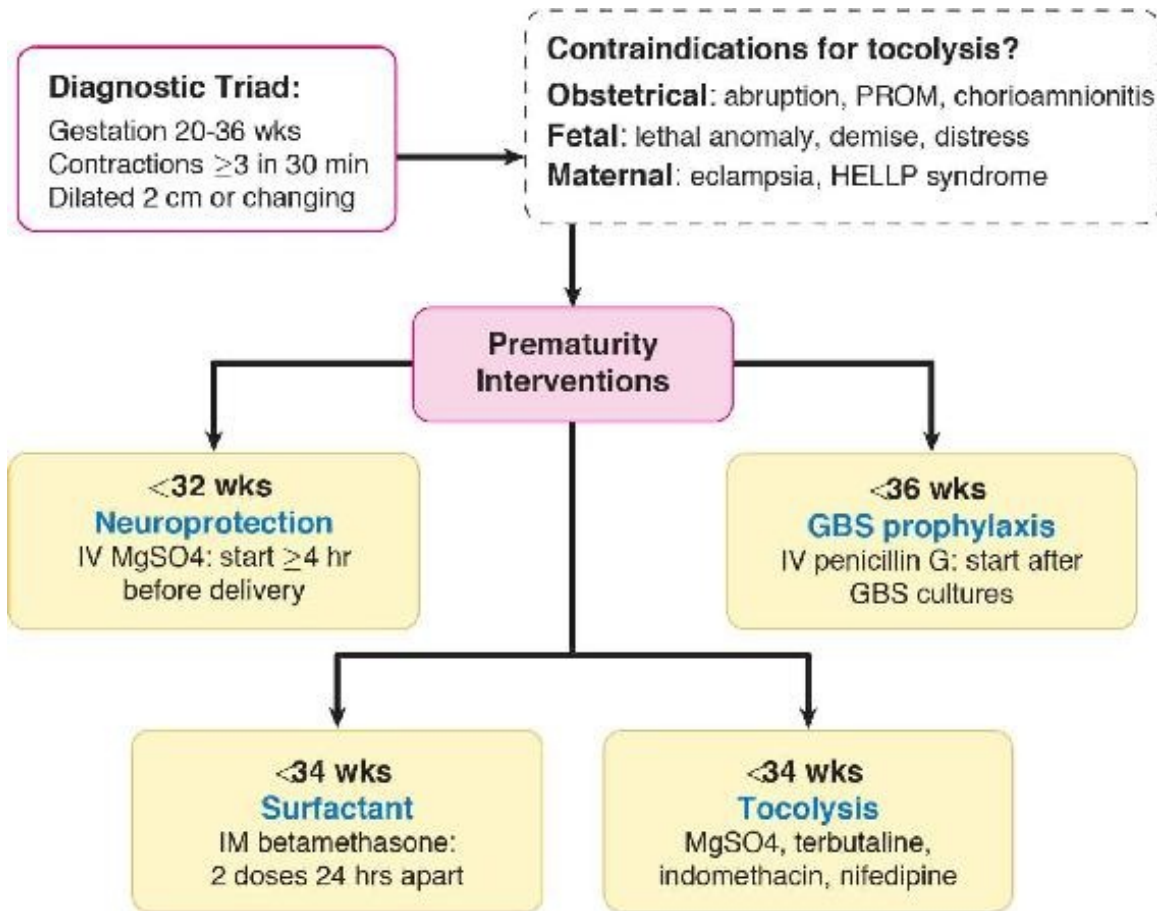 Diagnostic Triad:
Gestation 20-36 wks
Contractions ≥3 in 30 min
Dilated 2 cm or changing
Contraindications for tocolysis?
Obstetrical: abruption, PROM, chorioamnionitis
Fetal: lethal anomaly, demise, distress
Maternal: eclampsia, HELLP syndrome
Prematurity
Interventions
<32 wks
Neuroprotection
IV MgSO4: start ≥4 hr
before delivery
<36 wks
GBS prophylaxis
IV penicillin G: start after
GBS cultures
<34 wks
Surfactant
IM betamethasone:
2 doses 24 hrs apart
<34 wks
Tocolysis
MgSO4, terbutaline,
indomethacin, nifedipine